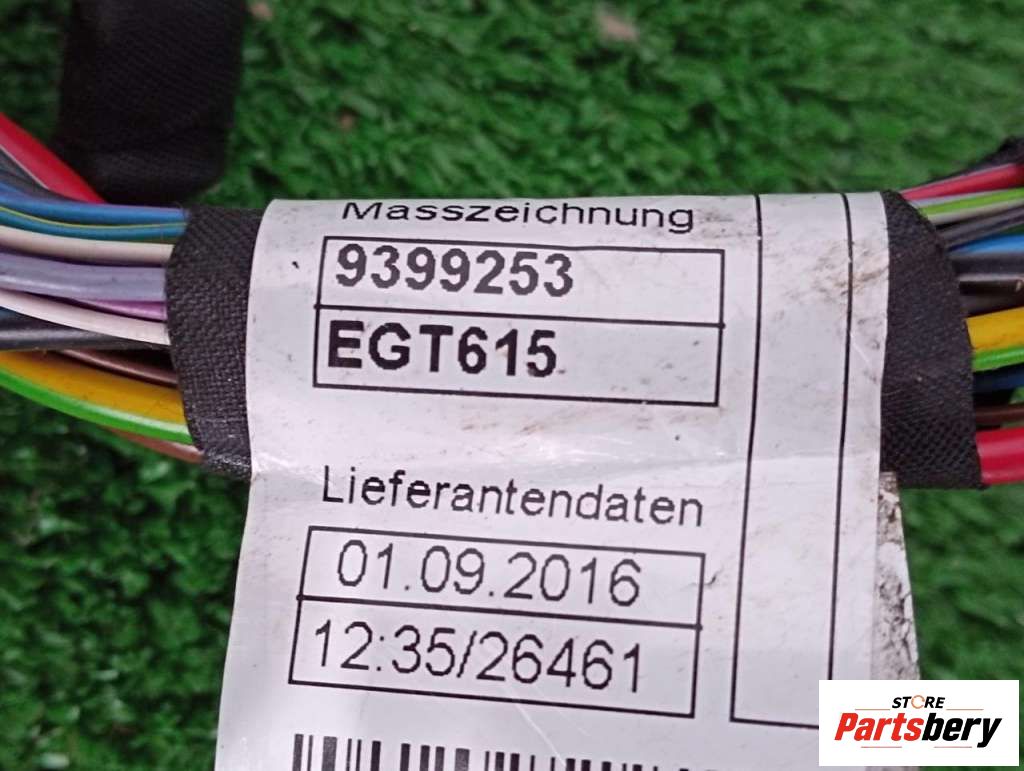 Masszeichnung
9399253
EGT615
Lieferantendaten
01.09.2016
12:35/26461
STORE
Partsbery